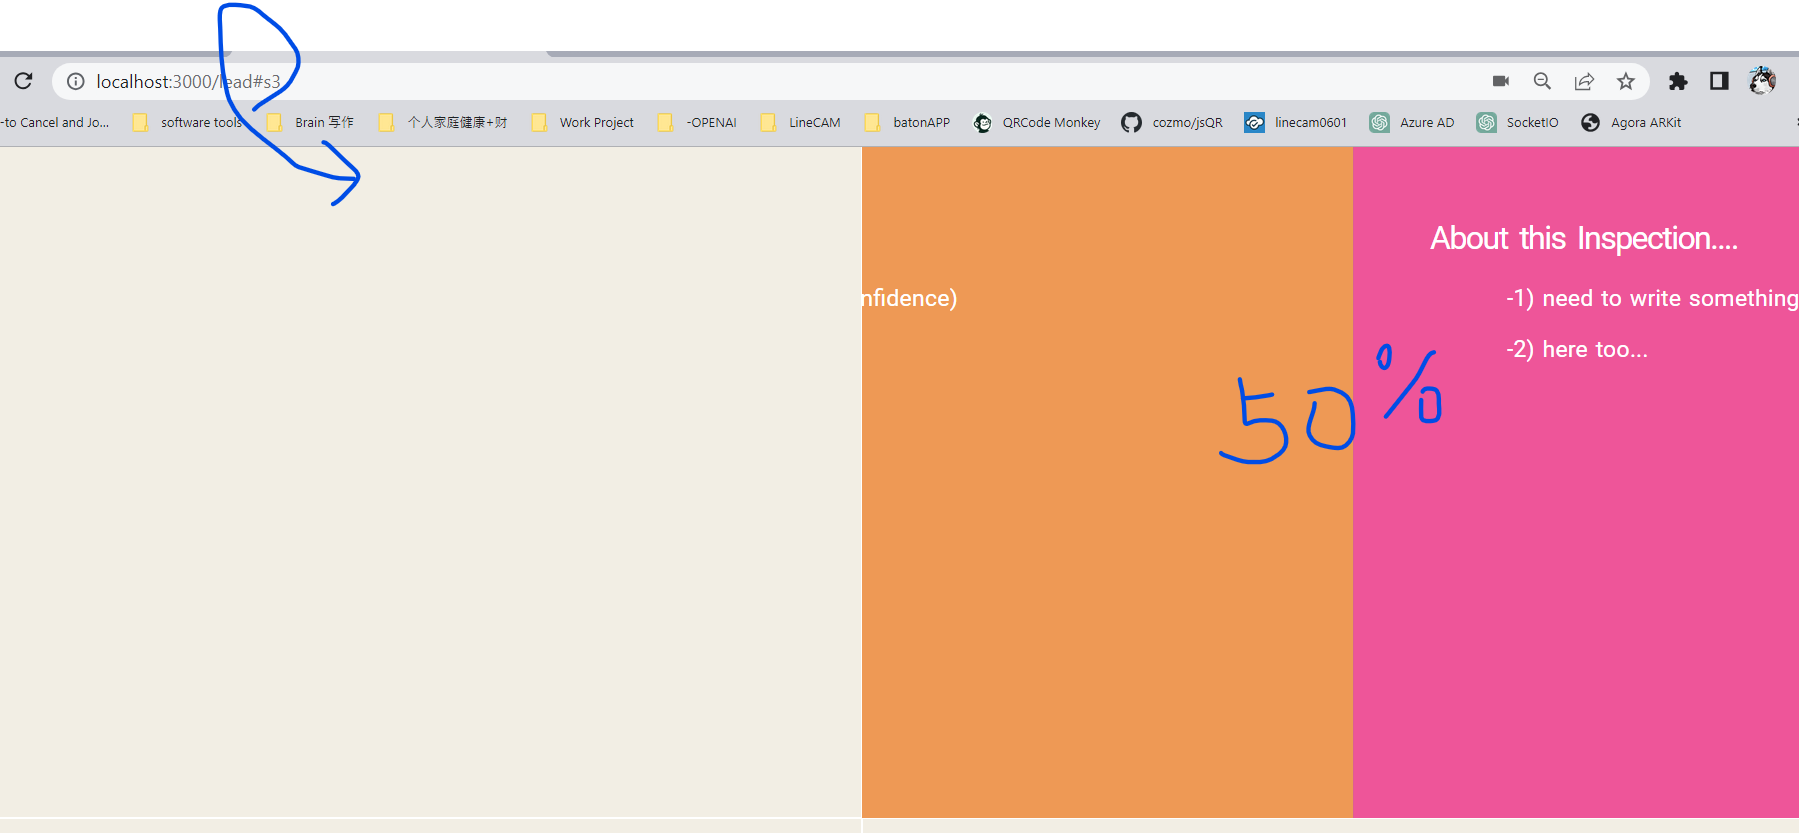 localhost:3000/lead#s3
-to Cancel and Jo... software tools Brain 写作 个人家庭健康+财 Work Project -OPENAI LineCAM batonAPP QRCode Monkey cozmo/jsQR linecam0601 Azure AD SocketIO Agora ARKit
About this Inspection....
nfidence) -1) need to write something
-2) here too...
50%